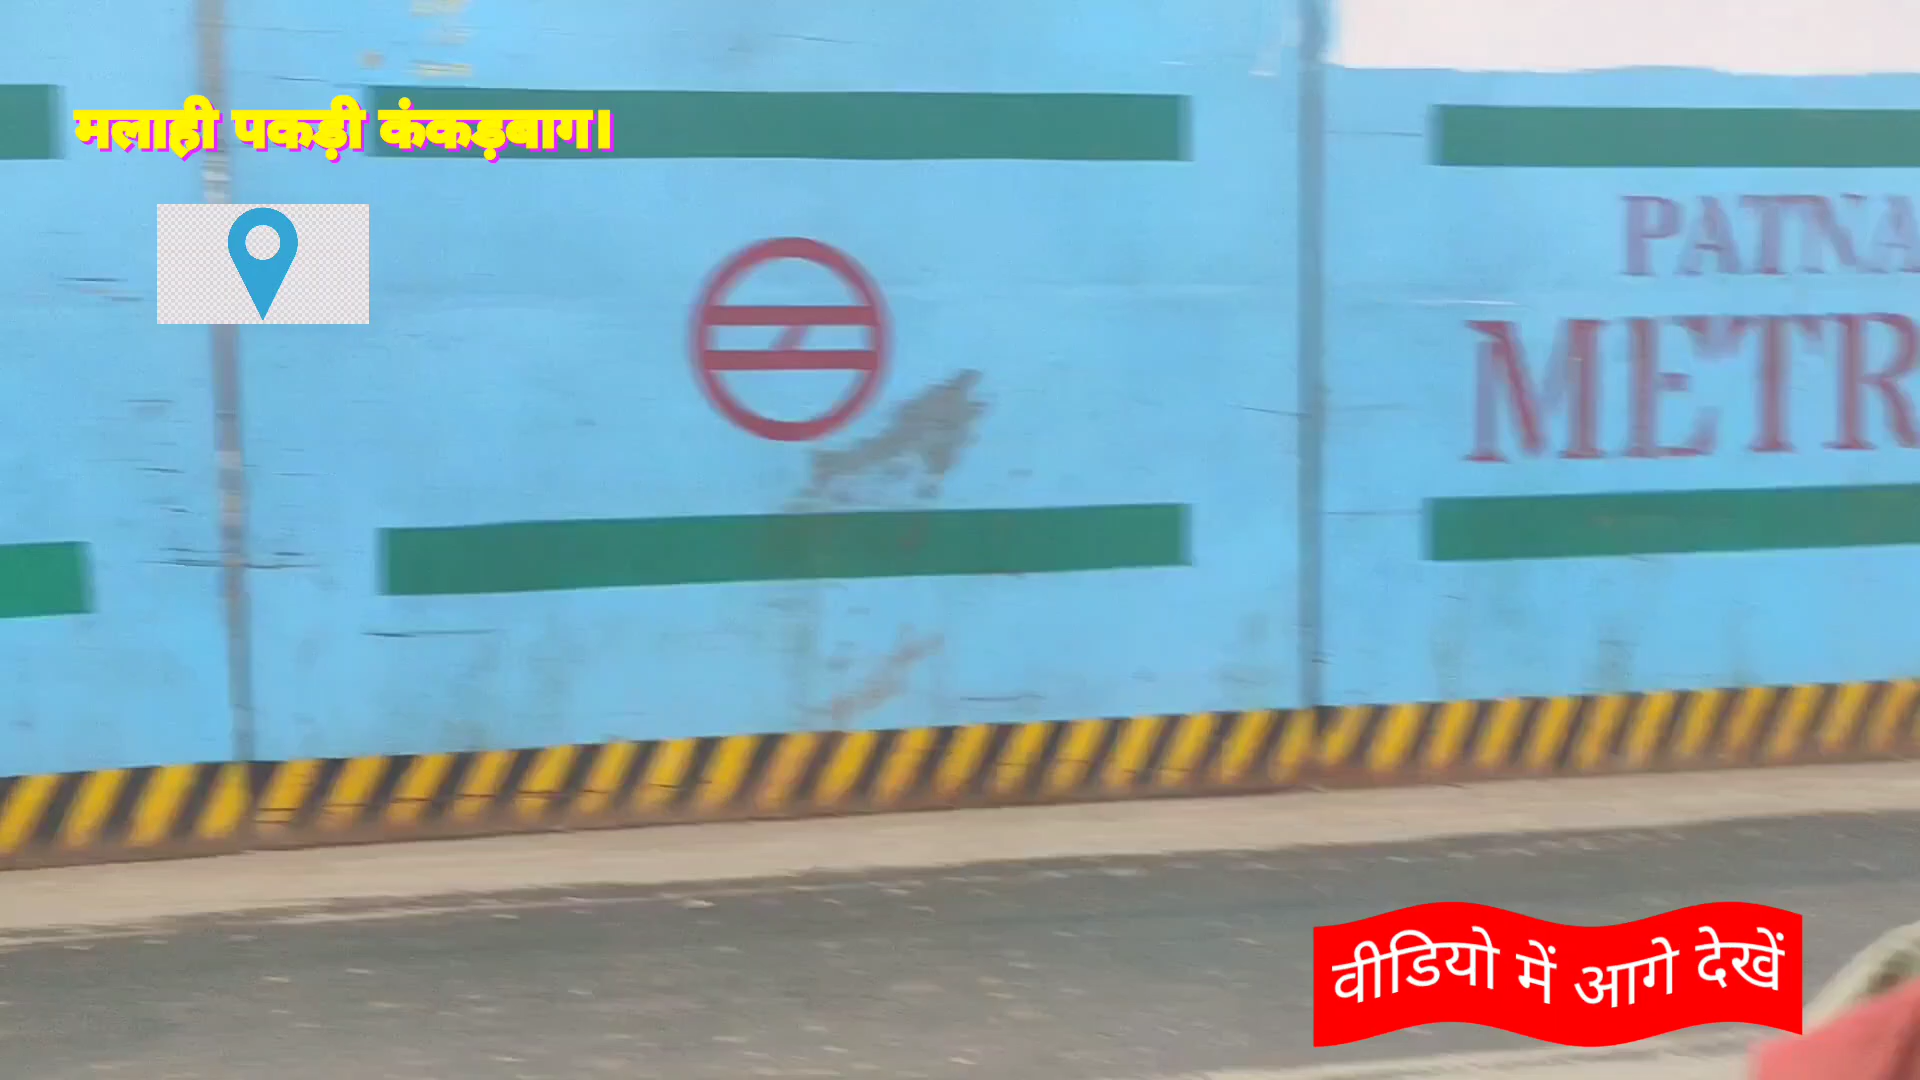 मलाही पकड़ी कंकड़बाग।
PATNA
METR
वीडियो में आगे देखें